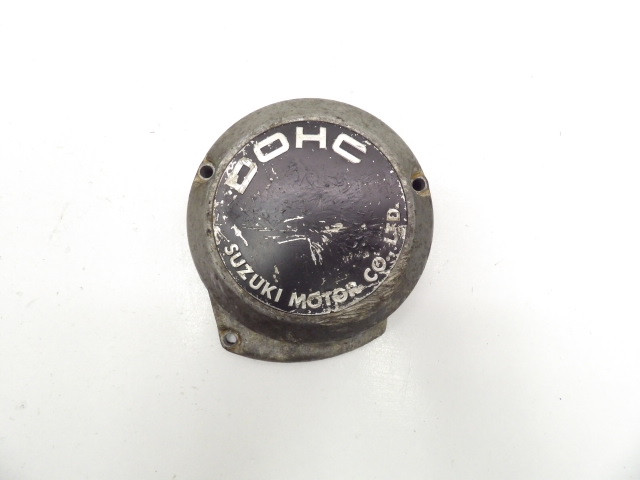 DOHC
SUZUKI MOTOR CO. LTD.